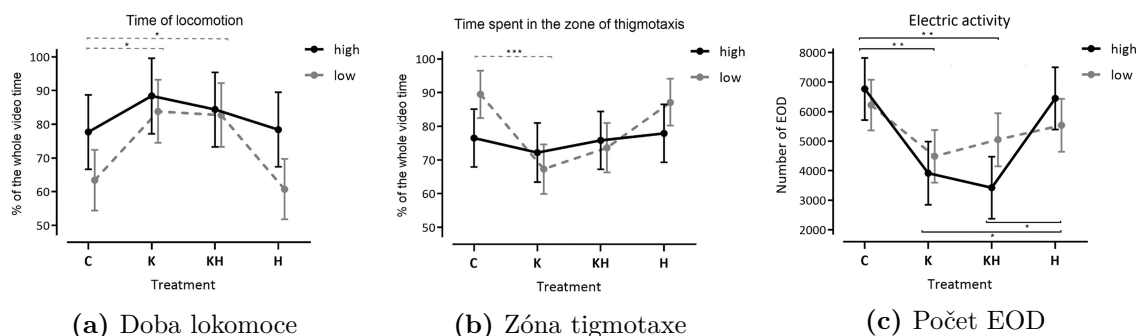 Time of locomotion
% of the whole video time
100
90
80
70
60
50
*
*
high
low
C K KH H
Treatment
(a) Doba lokomoce
Time spent in the zone of thigmotaxis
% of the whole video time
100
90
80
70
60
50
***
high
low
C K KH H
Treatment
(b) Zóna tigmotaxe
Electric activity
Number of EOD
8000
7000
6000
5000
4000
3000
2000
**
**
*
*
high
low
C K KH H
Treatment
(c) Počet EOD